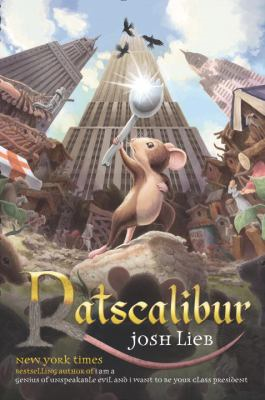 Ratscalibur
JOSH LIEB
NEW YORK TIMES
BESTSELLING AUTHOR OF I AM A
GENIUS OF UNSPEAKABLE EVIL AND I WANT TO BE YOUR CLASS PRESIDENT